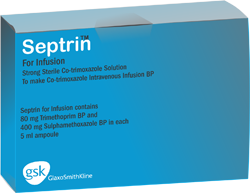 Septrin™
For Infusion
Strong Sterile Co-trimoxazole Solution
To make Co-trimoxazole Intravenous Infusion BP
Septrin for infusion contains
80 mg Trimethoprim BP and
400 mg Sulphamethoxazole BP in each
5 ml ampoule
gsk GlaxoSmithKline